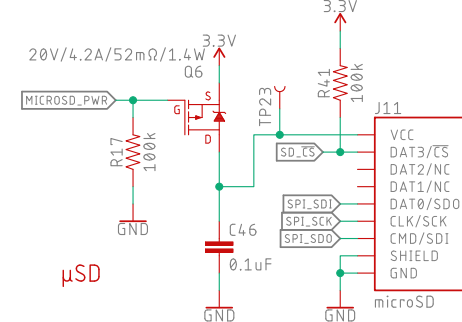 3.3V
20V/4.2A/52mΩ/1.4W
3.3V
Q6
MICROSD_PWR
G
S
D
R17
100k
GND
TP23
R41
100k
J11
VCC
SD_CS
DAT3/CS
DAT2/NC
DAT1/NC
SPI_SDI
DAT0/SDO
SPI_SCK
CLK/SCK
SPI_SDO
CMD/SDI
SHIELD
GND
C46
0.1uF
µSD
microSD
GND
GND